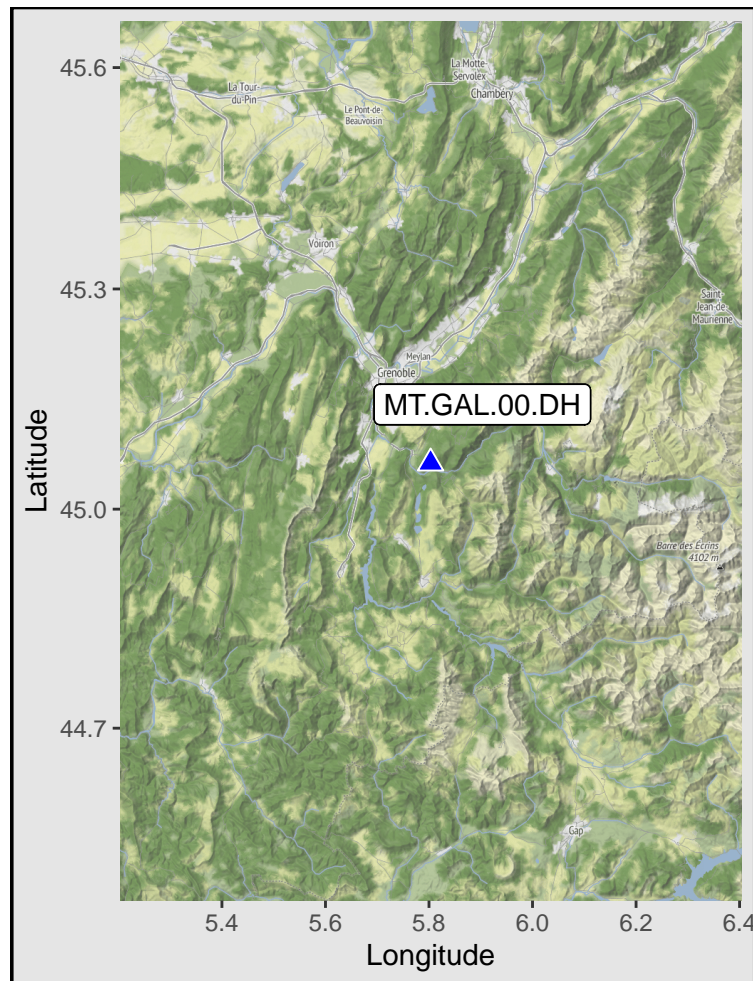 45.6
45.3
45.0
44.7
Latitude
La Motte-
Servolex
Chambéry
La Tour-
du-Pin
Le Pont-de-
Beauvoisin
Voiron
Saint-
Jean-de-
Maurienne
Meylan
Grenoble
MT.GAL.00.DH
Barre des Écrins
4102 m
Gap
5.4
5.6
5.8
6.0
6.2
6.4
Longitude